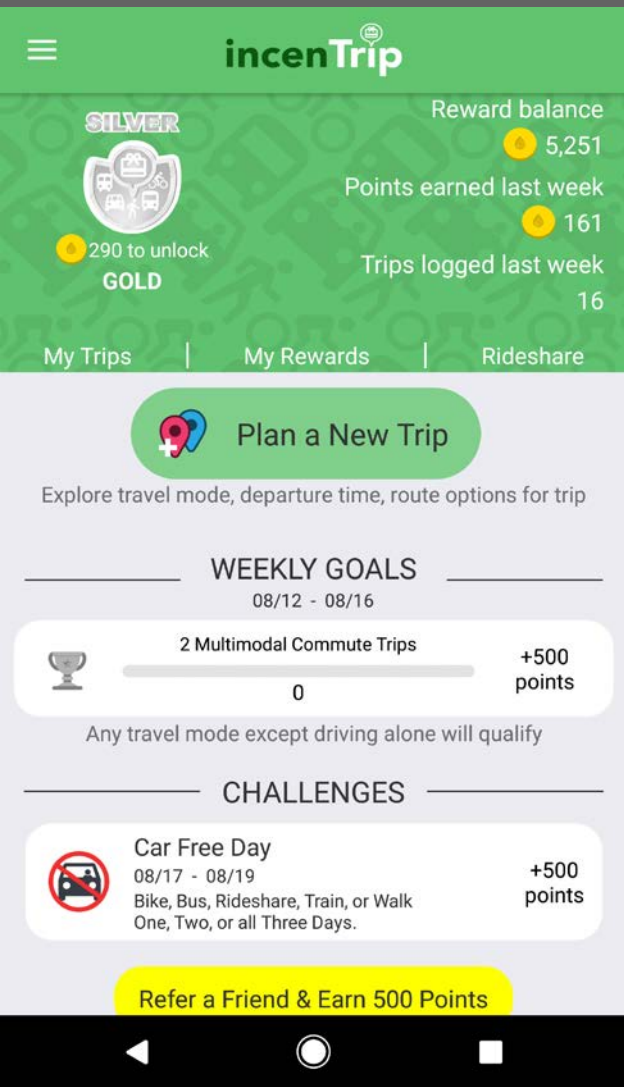 incenTrip
SILVER
290 to unlock
GOLD
Reward balance
5,251
Points earned last week
161
Trips logged last week
16
My Trips | My Rewards | Rideshare
Plan a New Trip
Explore travel mode, departure time, route options for trip
WEEKLY GOALS
08/12 - 08/16
2 Multimodal Commute Trips
0
+500
points
Any travel mode except driving alone will qualify
CHALLENGES
Car Free Day
08/17 - 08/19
Bike, Bus, Rideshare, Train, or Walk
One, Two, or all Three Days.
+500
points
Refer a Friend & Earn 500 Points